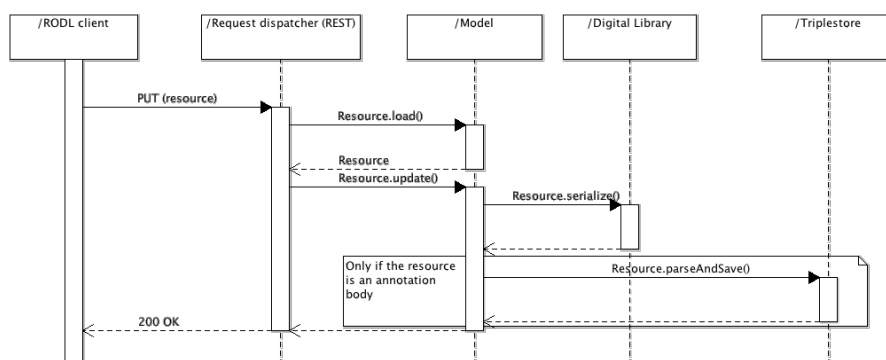 /RODL client
/Request dispatcher (REST)
/Model
/Digital Library
/Triplestore
PUT (resource)
Resource.load()
Resource
Resource.update()
Resource.serialize()
Only if the resource
is an annotation
body
Resource.parseAndSave()
200 OK